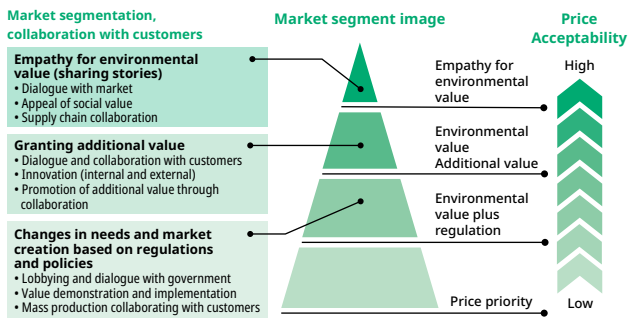 Market segmentation,
collaboration with customers
Empathy for environmental
value (sharing stories)
• Dialogue with market
• Appeal of social value
• Supply chain collaboration
Granting additional value
• Dialogue and collaboration with customers
• Innovation (internal and external)
• Promotion of additional value through
collaboration
Changes in needs and market
creation based on regulations
and policies
• Lobbying and dialogue with government
• Value demonstration and implementation
• Mass production collaborating with customers
Market segment image
Empathy for
environmental
value
Environmental
value
Additional value
Environmental
value plus
regulation
Price priority
Price
Acceptability
High
Low